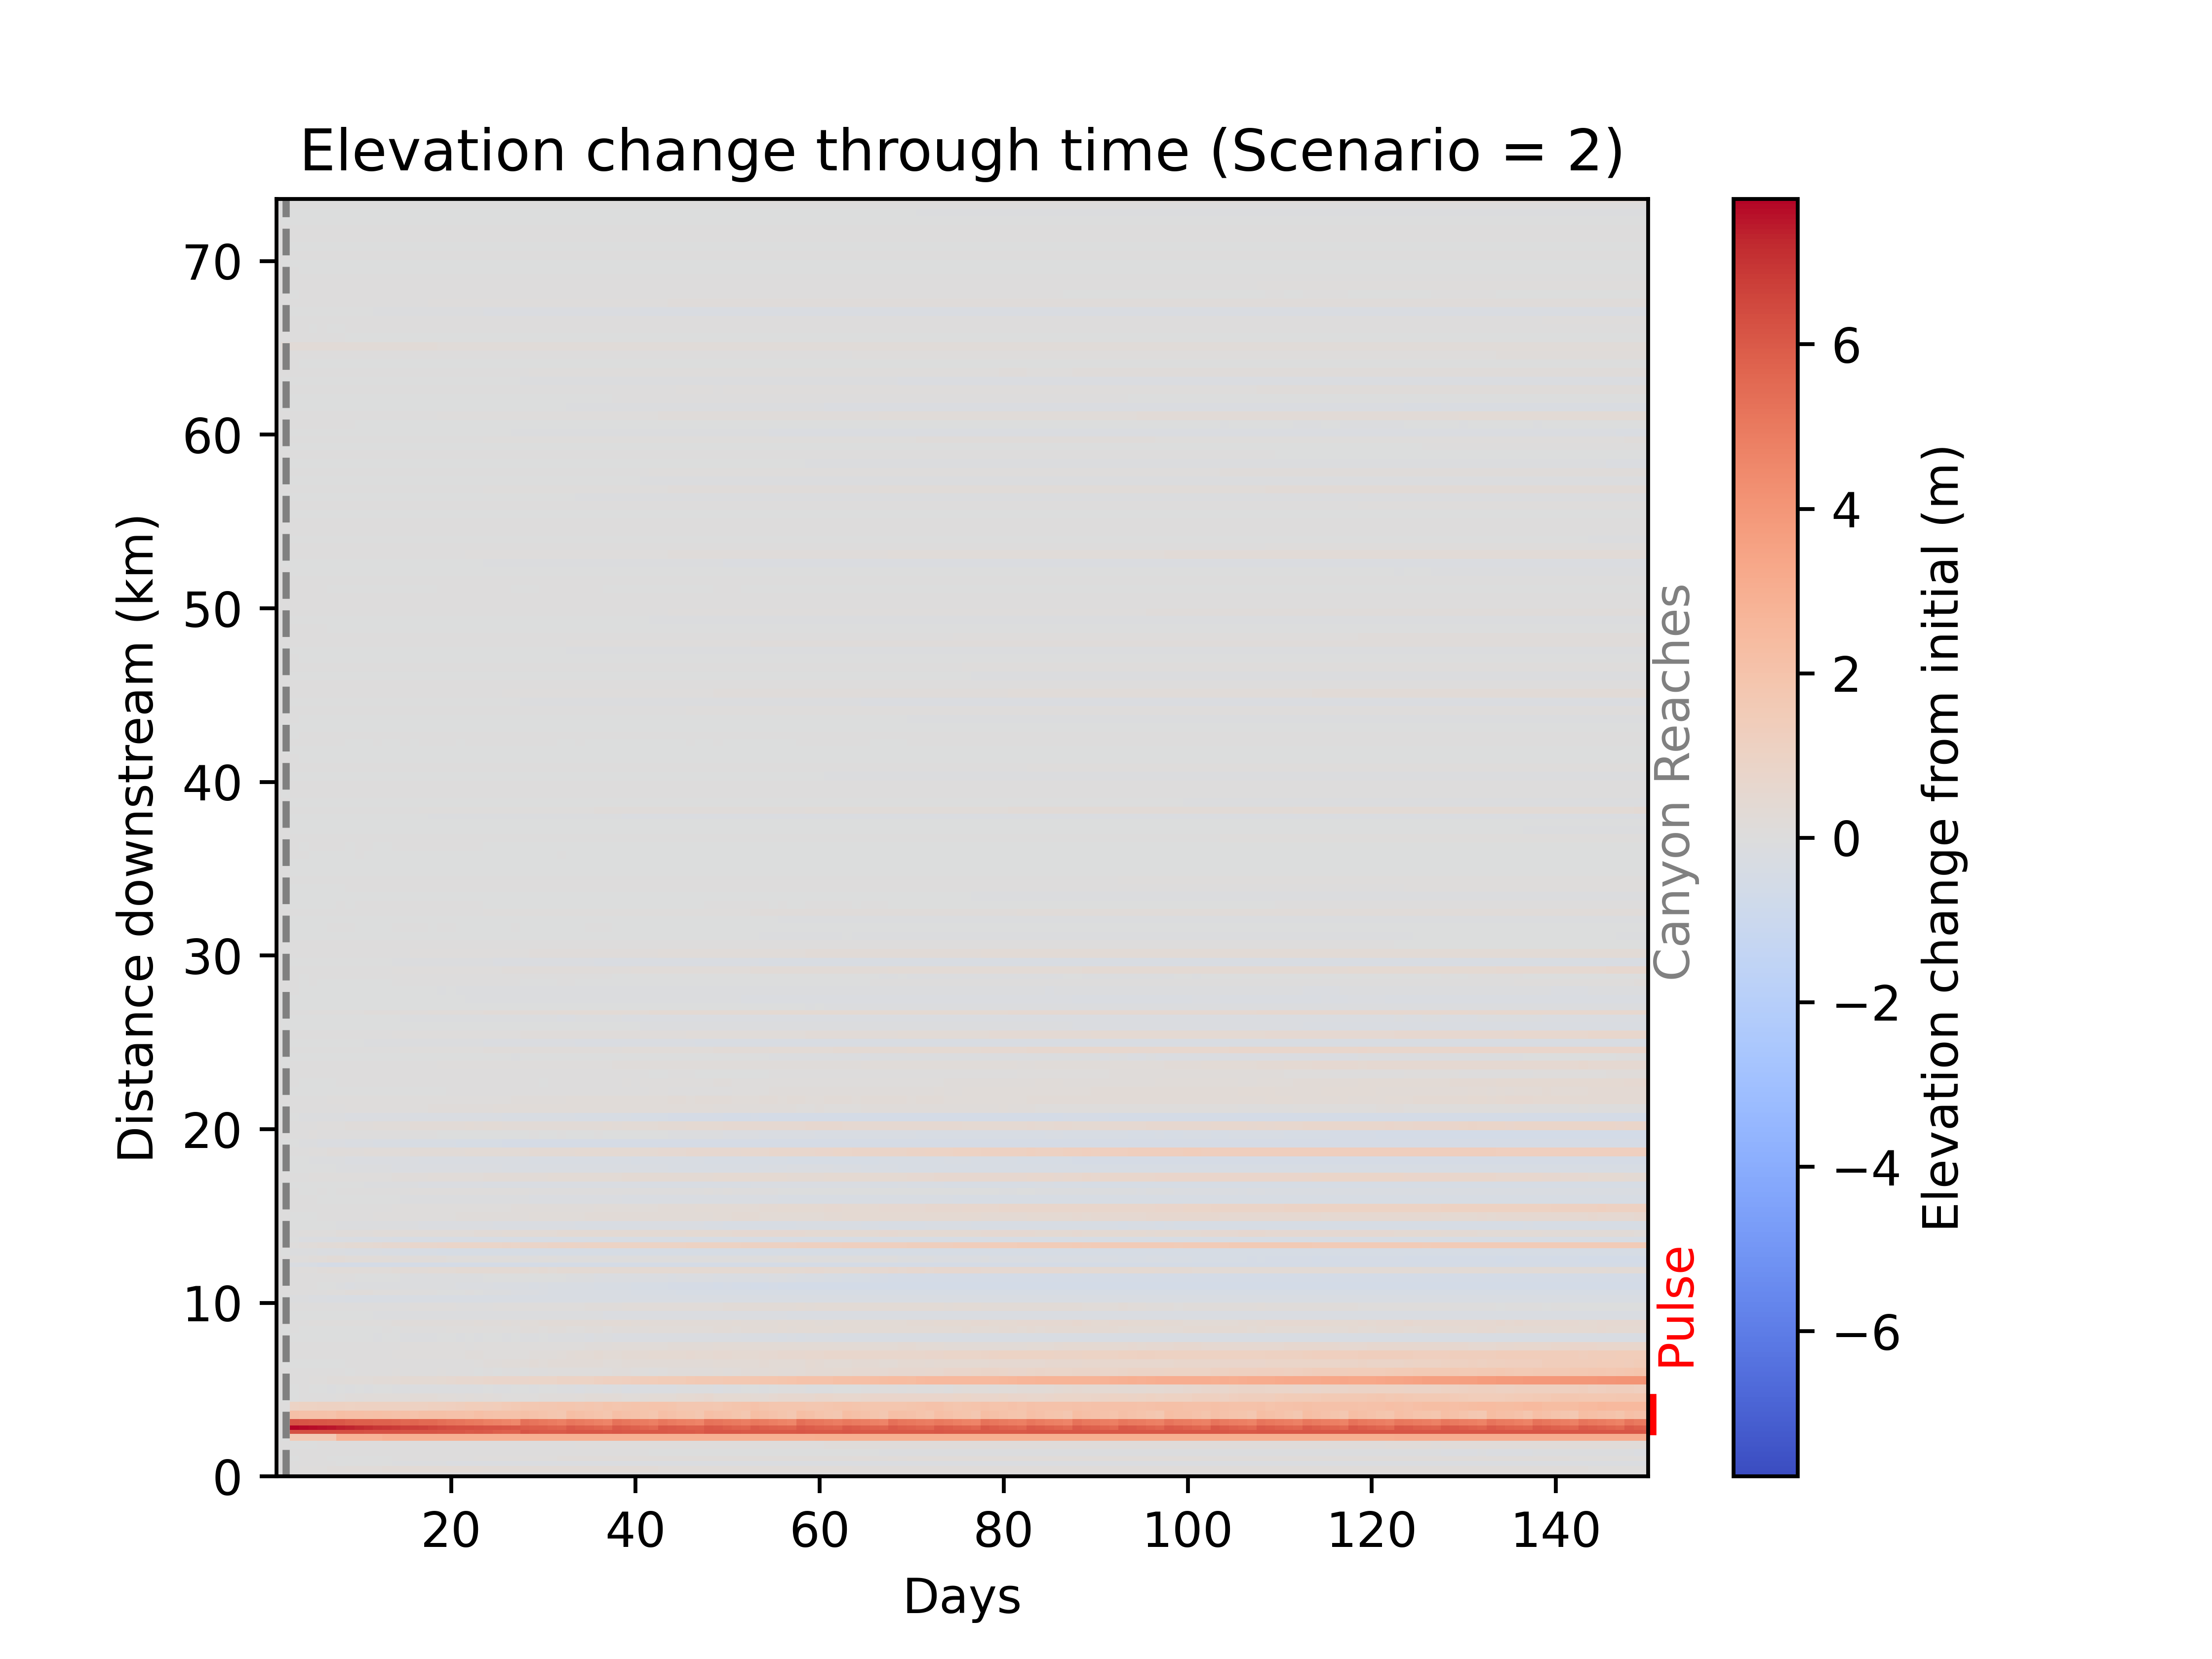 Elevation change through time (Scenario = 2)
Distance downstream (km)
70
60
50
40
30
20
10
0
20 40 60 80 100 120 140
Days
Canyon Reaches
Pulse
6
4
2
0
−2
−4
−6
Elevation change from initial (m)